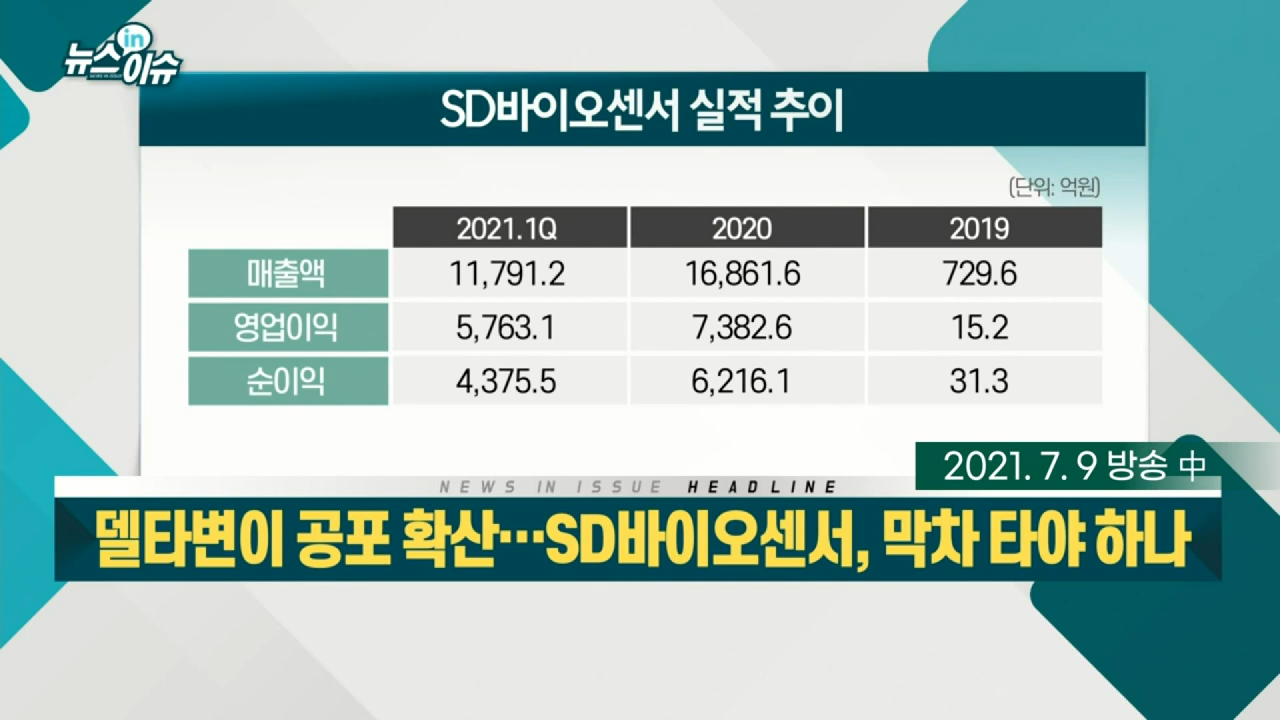 뉴스in이슈
NEWS IN ISSUE
SD바이오센서 실적 추이
(단위: 억원)
2021.1Q 2020 2019
매출액 11,791.2 16,861.6 729.6
영업이익 5,763.1 7,382.6 15.2
순이익 4,375.5 6,216.1 31.3
2021. 7. 9 방송 中
NEWS IN ISSUE HEADLINE
델타변이 공포 확산…SD바이오센서, 막차 타야 하나